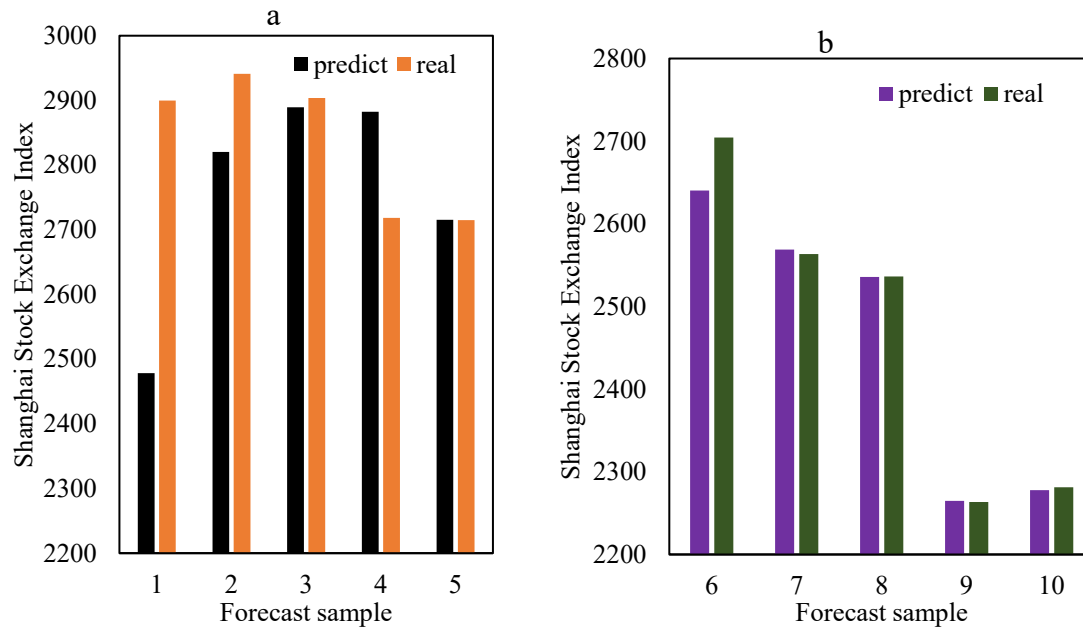 a
Shanghai Stock Exchange Index
3000
2900
2800
2700
2600
2500
2400
2300
2200
predict real
1 2 3 4 5
Forecast sample
b
Shanghai Stock Exchange Index
2800
2700
2600
2500
2400
2300
2200
predict real
6 7 8 9 10
Forecast sample